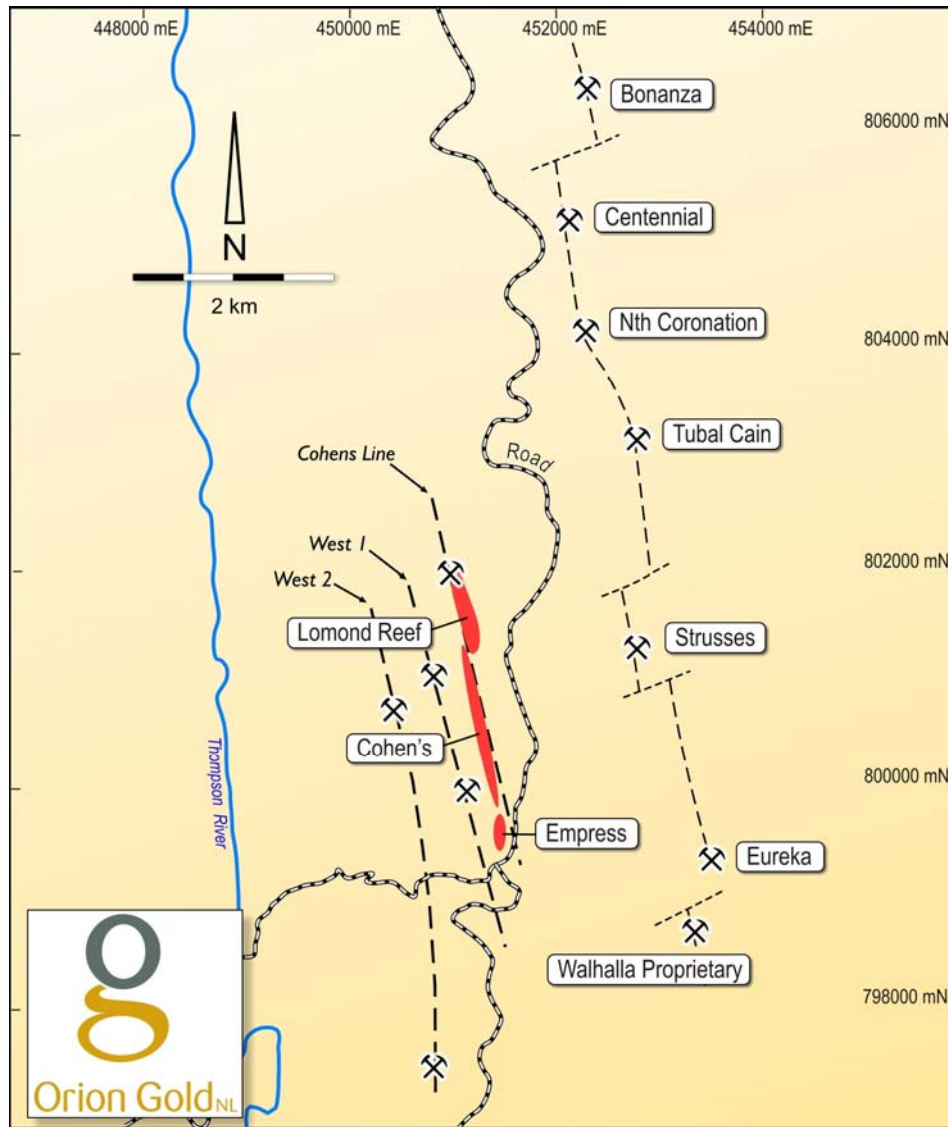 448000 mE
450000 mE
452000 mE
454000 mE
Bonanza
806000 mN
Centennial
N
2 km
Nth Coronation
804000 mN
Tubal Cain
Road
Cohens Line
West 1
802000 mN
West 2
Lomond Reef
Strusses
Cohen's
800000 mN
Thompson River
Empress
Eureka
Walhalla Proprietary
798000 mN
og
Orion Gold NL